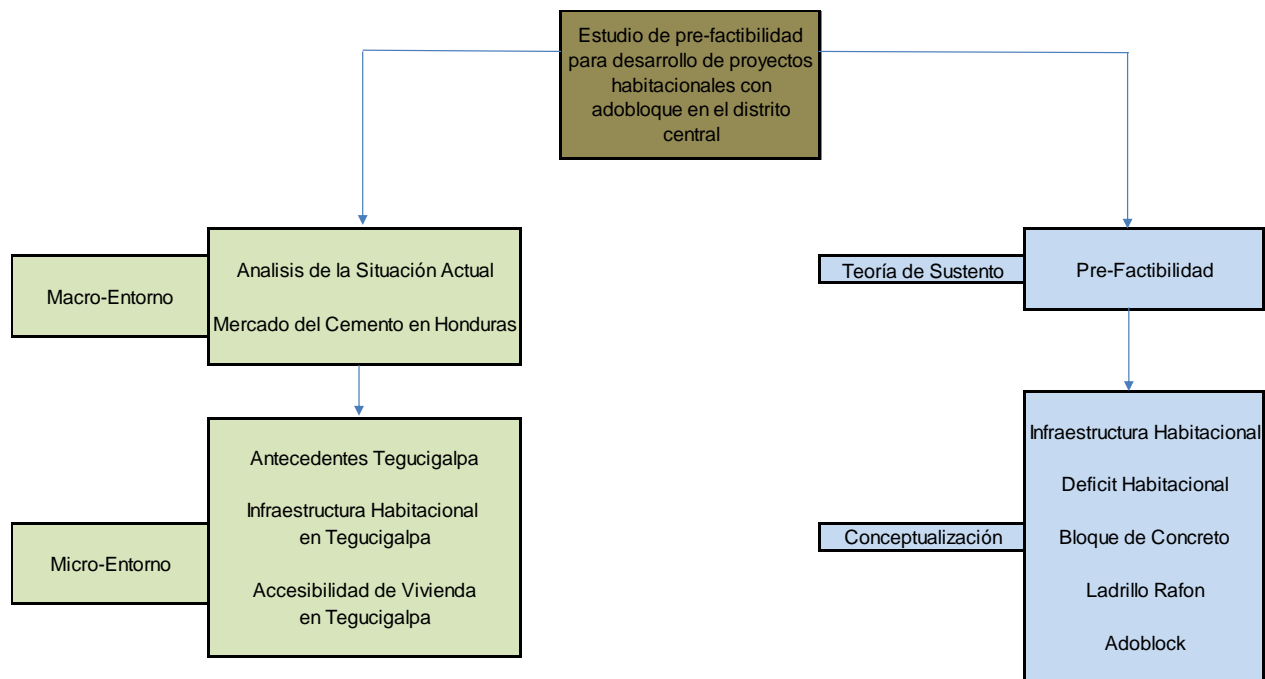 Estudio de pre-factibilidad
para desarrollo de proyectos
habitacionales con
adobloque en el distrito
central
Macro-Entorno
Analisis de la Situación Actual
Mercado del Cemento en Honduras
Teoría de Sustento
Pre-Factibilidad
Micro-Entorno
Antecedentes Tegucigalpa
Infraestructura Habitacional
en Tegucigalpa
Accesibilidad de Vivienda
en Tegucigalpa
Conceptualización
Infraestructura Habitacional
Deficit Habitacional
Bloque de Concreto
Ladrillo Rafon
Adoblock